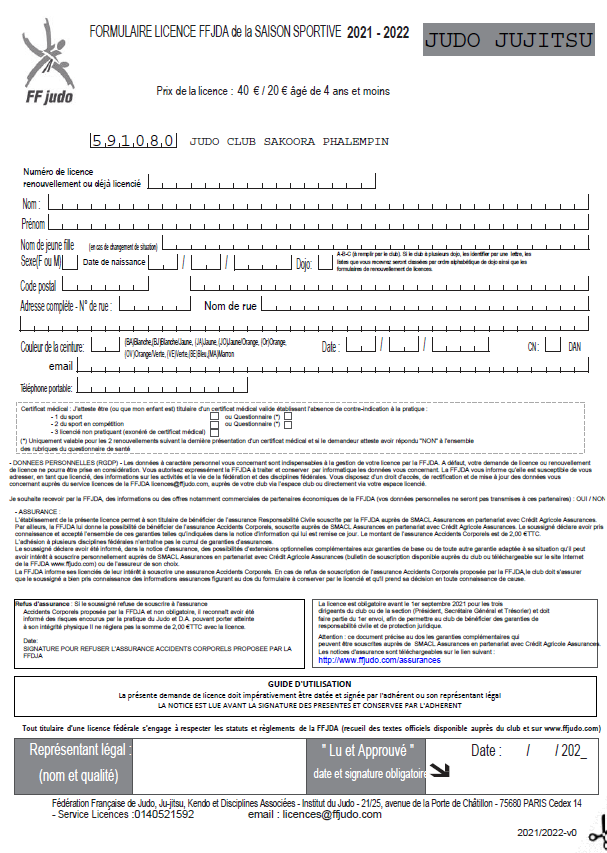 FORMULAIRE LICENCE FFJDA de la SAISON SPORTIVE 2021 - 2022
JUDO JUJITSU
FF judo
Prix de la licence : 40 € / 20 € âgé de 4 ans et moins
5 9 1 0 8 0 JUDO CLUB SAKOORA PHALEMPIN
Numéro de licence
renouvellement ou déjà licencié
Nom :
Prénom
Nom de jeune fille (en cas de changement de situation)
Sexe(F ou M) Date de naissance / / Dojo: A-B-C (à remplir par le club). Si le club à plusieurs dojo, les identifier par une lettre, les
listes que vous recevrez seront classées par ordre alphabétique de dojo ainsi que les
formulaires de renouvellement de licences.
Code postal
Adresse complète - N° de rue : Nom de rue
Couleur de la ceinture: (BA)Blanche,(BJ)Blanche/Jaune, (JA)Jaune,(JO)Jaune/Orange, (Or)Orange,
(OV)Orange/Verte, (VE)Verte,(BE)Bleu,(MA)Marron
Date : / / CN : DAN
email
Téléphone portable:
Certificat médical : J'atteste être (ou que mon enfant est) titulaire d'un certificat médical valide établissant l'absence de contre-indication à la pratique :
- 1 du sport ou Questionnaire (*)
- 2 du sport en compétition ou Questionnaire (*)
- 3 licencié non pratiquant (exonéré de certificat médical)
(*) Uniquement valable pour les 2 renouvellements suivant la dernière présentation d'un certificat médical et si le demandeur atteste avoir répondu "NON" à l'ensemble
des rubriques du questionnaire de santé
- DONNEES PERSONNELLES (RGDP) - Les données à caractère personnel vous concernant sont indispensables à la gestion de votre licence par la FFJDA. A défaut, votre demande de licence ou renouvellement
de licence ne pourra être prise en considération. Vous autorisez expressément la FFJDA à traiter et conserver par informatique les données vous concernant. La FFJDA vous informe qu'elle est susceptible de vous
adresser, en tant que licencié, des informations sur les activités et la vie de la fédération et des disciplines fédérales. Vous disposez d'un droit d'accès, de rectification et de mise à jour des données vous
concernant auprès du service licences de la FFJDA licences@ffjudo.com, auprès de votre club via l'espace club ou directement via votre espace licencié.
Je souhaite recevoir par la FFJDA, des informations ou des offres notamment commerciales de partenaires économiques de la FFJDA (vos données personnelles ne seront pas transmises à ces partenaires) : OUI / NON
- ASSURANCE :
L'établissement de la présente licence permet à son titulaire de bénéficier de l'assurance Responsabilité Civile souscrite par la FFJDA auprès de SMACL Assurances en partenariat avec Crédit Agricole Assurances.
Par ailleurs, la FFJDA lui donne la possibilité de bénéficier de l'assurance Accidents Corporels, souscrite auprès de SMACL Assurances en partenariat avec Crédit Agricole Assurances. Le soussigné déclare avoir pris
connaissance et accepté l'ensemble de ces garanties telles qu'indiquées dans la notice d'information qui lui est remise ce jour. Le montant de l'assurance Accidents Corporels est de 2,00 €TTC.
L'adhésion à plusieurs disciplines fédérales n'entraine pas le cumul de garanties d'assurances.
Le soussigné déclare avoir été informé, dans la notice d'assurance, des possibilités d'extensions optionnelles complémentaires aux garanties de base ou de toute autre garantie adaptée à sa situation qu'il peut
avoir intérêt à souscrire personnellement auprès de SMACL Assurances en partenariat avec Crédit Agricole Assurances (bulletin de souscription disponible auprès du club ou téléchargeable sur le site Internet
de la FFJDA www.ffjudo.com) ou de l'assureur de son choix.
La FFJDA informe ses licenciés de leur intérêt à souscrire une assurance Accidents Corporels. En cas de refus de souscription de l'assurance Accidents Corporels proposée par la FFJDA,le club doit s'assurer
que le soussigné a bien pris connaissance des informations assurances figurant au dos du formulaire à conserver par le licencié et qu'il prend sa décision en toute connaissance de cause.
Refus d'assurance : Si le soussigné refuse de souscrire à l'assurance
Accidents Corporels proposée par la FFDJA et non obligatoire, il reconnaît avoir été
informé des risques encourus par la pratique du Judo et D.A. pouvant porter atteinte
à son intégrité physique Il ne règlera pas la somme de 2,00 €TTC avec la licence.
Date:
SIGNATURE POUR REFUSER L'ASSURANCE ACCIDENTS CORPORELS PROPOSEE PAR LA
FFDJA
La licence est obligatoire avant le 1er septembre 2021 pour les trois
dirigeants du club ou de la section (Président, Secrétaire Général et Trésorier) et doit
faire partie du 1er envoi, afin de permettre au club de bénéficier des garanties de
responsabilité civile et de protection juridique.
Attention : ce document précise au dos les garanties complémentaires qui
peuvent être souscrites auprès de SMACL Assurances en partenariat avec Crédit Agricole Assurances.
Les notices d'assurance sont téléchargeables sur le lien suivant :
http://www.ffjudo.com/assurances
GUIDE D'UTILISATION
La présente demande de licence doit impérativement être datée et signée par l'adhérent ou son représentant légal
LA NOTICE EST LUE AVANT LA SIGNATURE DES PRESENTES ET CONSERVEE PAR L'ADHERENT
Tout titulaire d'une licence fédérale s'engage à respecter les statuts et règlements de la FFJDA (recueil des textes officiels disponible auprès du club et sur www.ffjudo.com)
Représentant légal :
(nom et qualité)
" Lu et Approuvé "
date et signature obligatoire
Date : / / 202_
Fédération Française de Judo, Ju-jitsu, Kendo et Disciplines Associées - Institut du Judo - 21/25, avenue de la Porte de Châtillon - 75680 PARIS Cedex 14
- Service Licences :0140521592 email : licences@ffjudo.com
2021/2022-v0